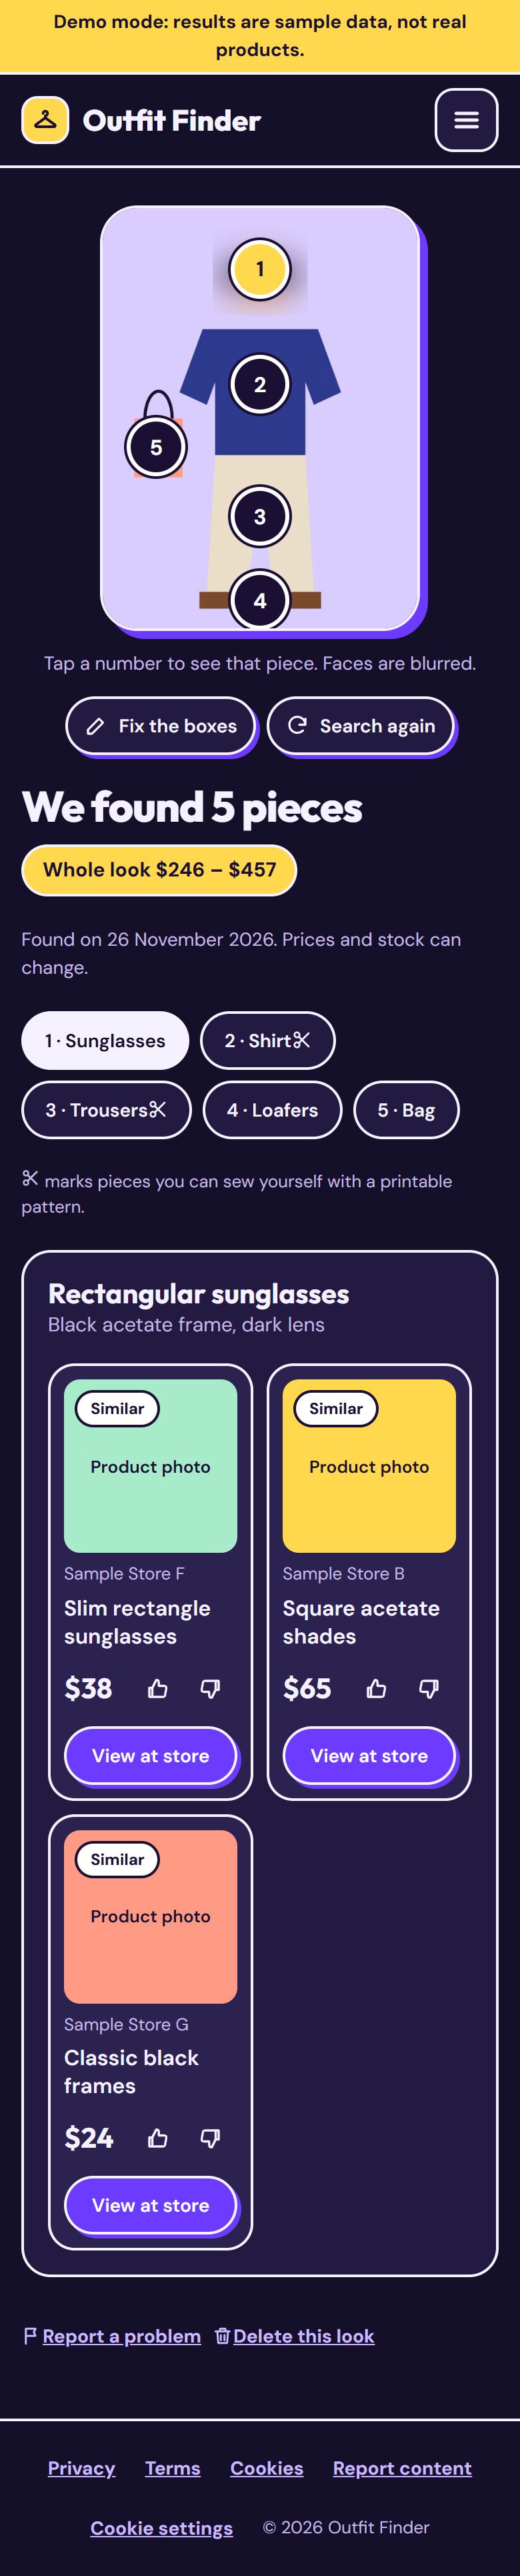 Demo mode: results are sample data, not real
products.
Outfit Finder
1
2
5
3
4
Tap a number to see that piece. Faces are blurred.
Fix the boxes
Search again
We found 5 pieces
Whole look $246 – $457
Found on 26 November 2026. Prices and stock can
change.
1 · Sunglasses
2 · Shirt
3 · Trousers
4 · Loafers
5 · Bag
marks pieces you can sew yourself with a printable
pattern.
Rectangular sunglasses
Black acetate frame, dark lens
Similar
Product photo
Sample Store F
Slim rectangle
sunglasses
$38
View at store
Similar
Product photo
Sample Store B
Square acetate
shades
$65
View at store
Similar
Product photo
Sample Store G
Classic black
frames
$24
View at store
Report a problem
Delete this look
Privacy
Terms
Cookies
Report content
Cookie settings
© 2026 Outfit Finder